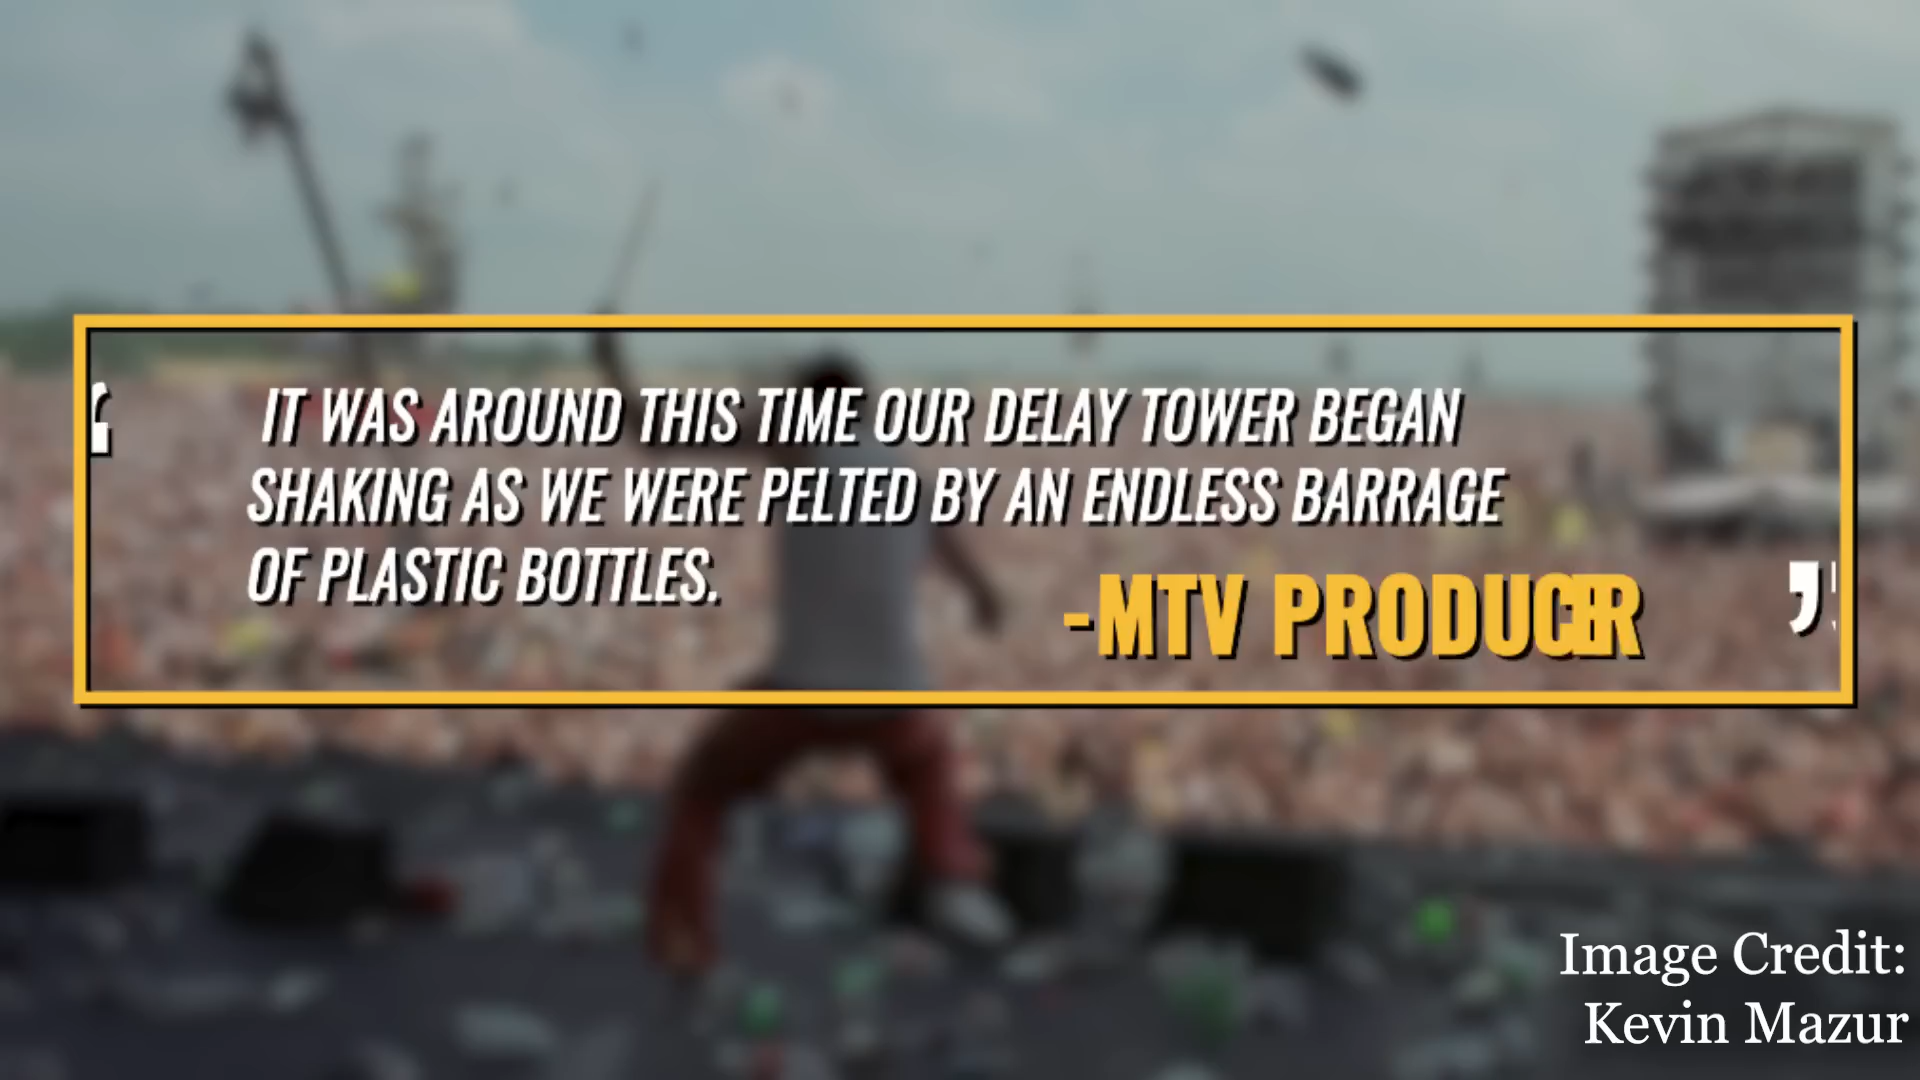 “ IT WAS AROUND THIS TIME OUR DELAY TOWER BEGAN
SHAKING AS WE WERE PELTED BY AN ENDLESS BARRAGE
OF PLASTIC BOTTLES.
-MTV PRODUCER ”
Image Credit:
Kevin Mazur